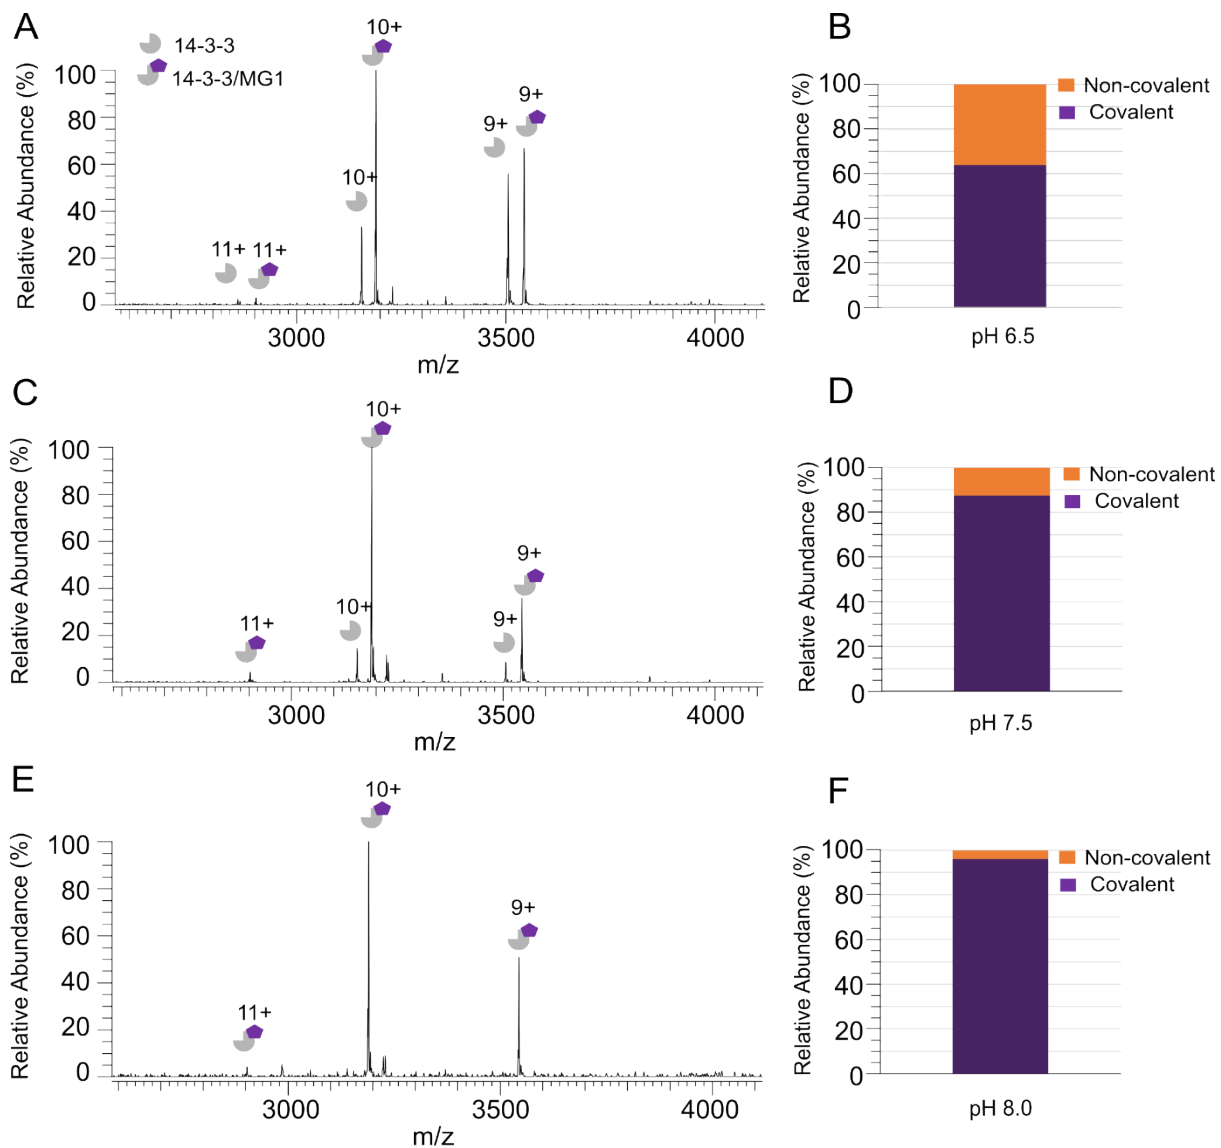 A
14-3-3
14-3-3/MG1
Relative Abundance (%)
100
80
60
40
20
0
11+ 11+
10+
10+
9+
9+
3000 3500 4000
m/z
B
Relative Abundance (%)
100
80
60
40
20
0
Non-covalent
Covalent
pH 6.5
C
Relative Abundance (%)
100
80
60
40
20
0
11+
10+
10+
9+
9+
3000 3500 4000
m/z
D
Relative Abundance (%)
100
80
60
40
20
0
Non-covalent
Covalent
pH 7.5
E
Relative Abundance (%)
100
80
60
40
20
0
11+
10+
9+
3000 3500 4000
m/z
F
Relative Abundance (%)
100
80
60
40
20
0
Non-covalent
Covalent
pH 8.0